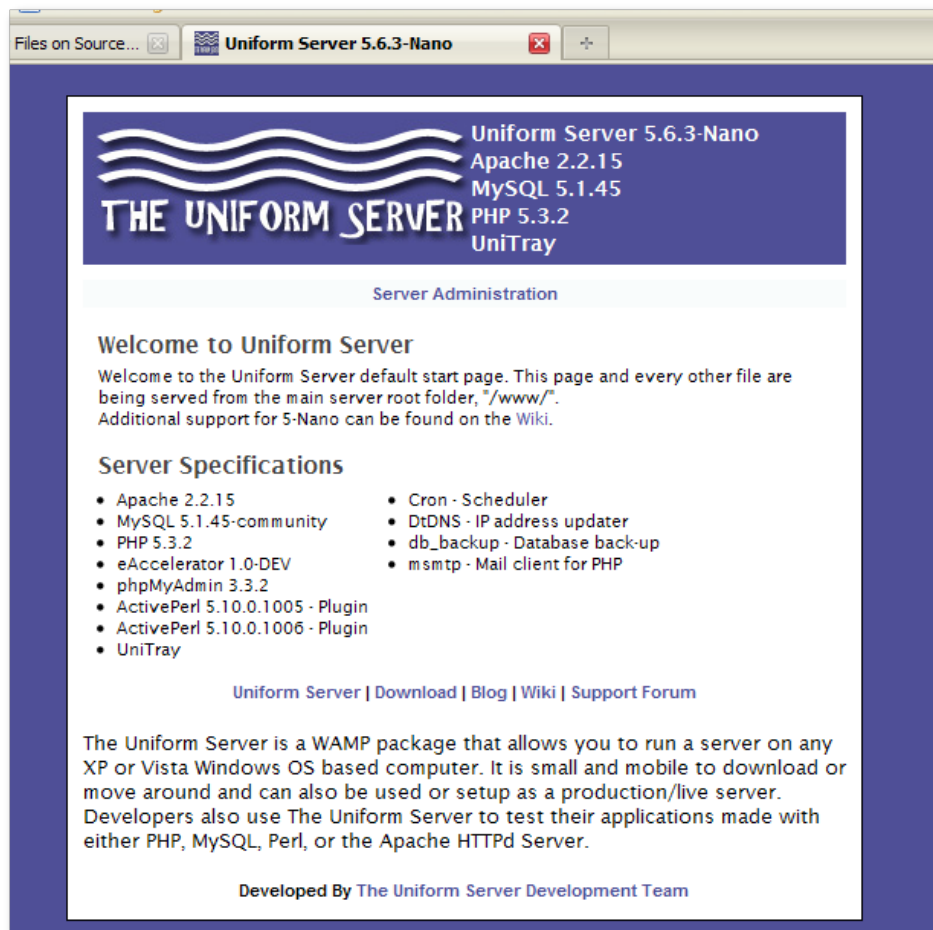 Files on Source...
Uniform Server 5.6.3-Nano
THE UNIFORM SERVER
Uniform Server 5.6.3-Nano
Apache 2.2.15
MySQL 5.1.45
PHP 5.3.2
UniTray
Server Administration
Welcome to Uniform Server
Welcome to the Uniform Server default start page. This page and every other file are
being served from the main server root folder, "/www/".
Additional support for 5-Nano can be found on the Wiki.
Server Specifications
• Apache 2.2.15
• MySQL 5.1.45-community
• PHP 5.3.2
• eAccelerator 1.0-DEV
• phpMyAdmin 3.3.2
• ActivePerl 5.10.0.1005 - Plugin
• ActivePerl 5.10.0.1006 - Plugin
• UniTray
• Cron - Scheduler
• DtDNS - IP address updater
• db_backup - Database back-up
• msmtp - Mail client for PHP
Uniform Server | Download | Blog | Wiki | Support Forum
The Uniform Server is a WAMP package that allows you to run a server on any
XP or Vista Windows OS based computer. It is small and mobile to download or
move around and can also be used or setup as a production/live server.
Developers also use The Uniform Server to test their applications made with
either PHP, MySQL, Perl, or the Apache HTTPd Server.
Developed By The Uniform Server Development Team